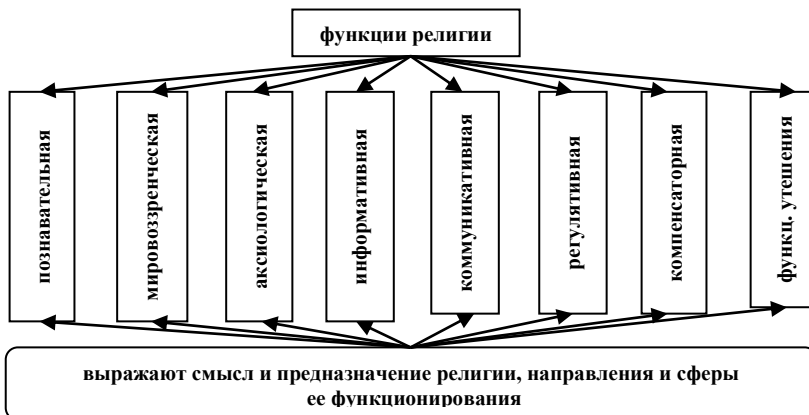 функции религии
познавательная
мировоззренческая
аксиологическая
информативная
коммуникативная
регулятивная
компенсаторная
функц. утешения
выражают смысл и предназначение религии, направления и сферы
ее функционирования